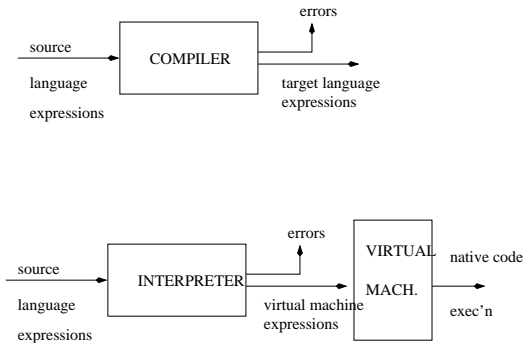 errors
source
COMPILER
language
target language
expressions
expressions
errors
VIRTUAL
native code
source
INTERPRETER
MACH.
language
virtual machine
exec'n
expressions
expressions